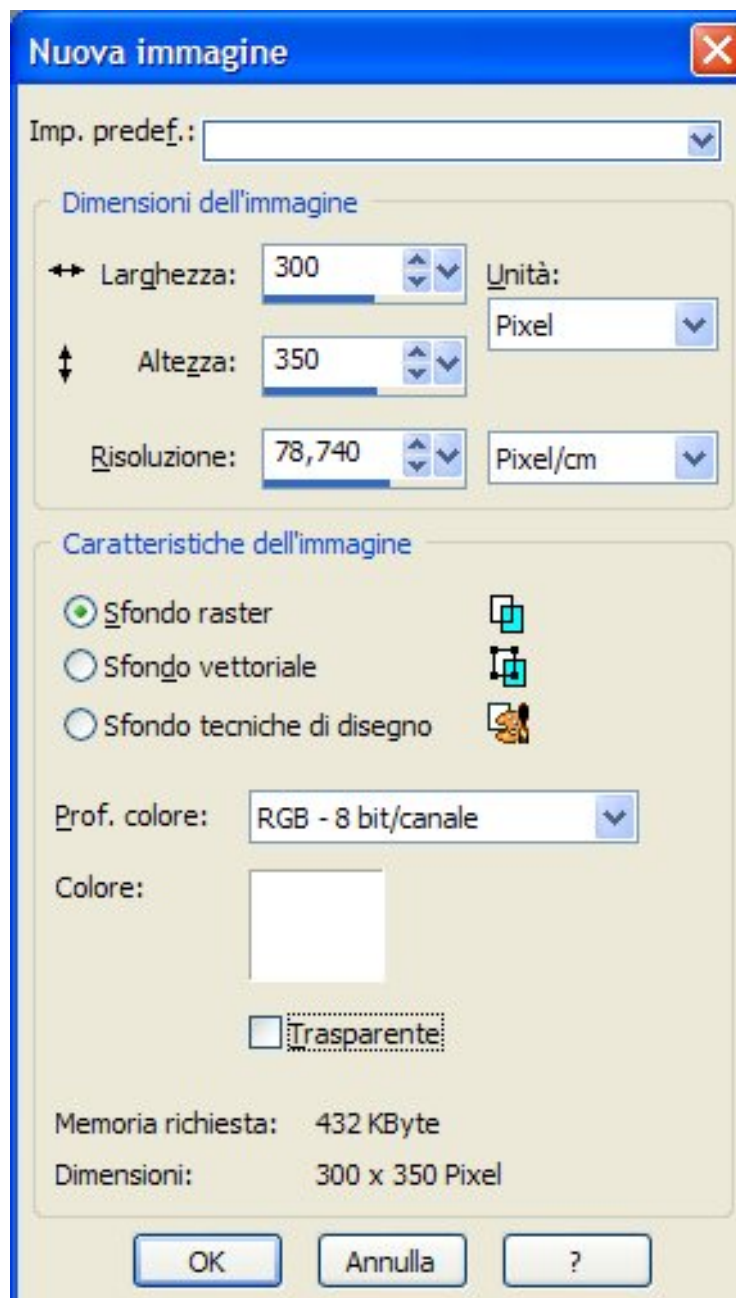 Nuova immagine
Imp. predef.:
Dimensioni dell'immagine
Larghezza: 300
Unità:
Pixel
Altezza: 350
Risoluzione: 78,740 Pixel/cm
Caratteristiche dell'immagine
Sfondo raster
Sfondo vettoriale
Sfondo tecniche di disegno
Prof. colore: RGB - 8 bit/canale
Colore:
Trasparente
Memoria richiesta: 432 KByte
Dimensioni: 300 x 350 Pixel
OK Annulla ?